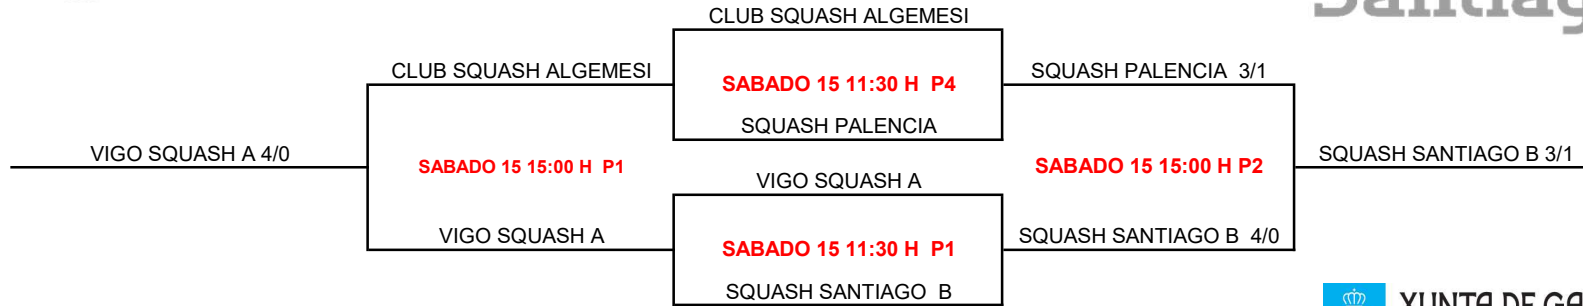 CLUB SQUASH ALGEMESI
CLUB SQUASH ALGEMESI
SABADO 15 11:30 H P4
SQUASH PALENCIA 3/1
SQUASH PALENCIA
VIGO SQUASH A 4/0
SABADO 15 15:00 H P1
SABADO 15 15:00 H P2
SQUASH SANTIAGO B 3/1
VIGO SQUASH A
VIGO SQUASH A
SABADO 15 11:30 H P1
SQUASH SANTIAGO B 4/0
SQUASH SANTIAGO B